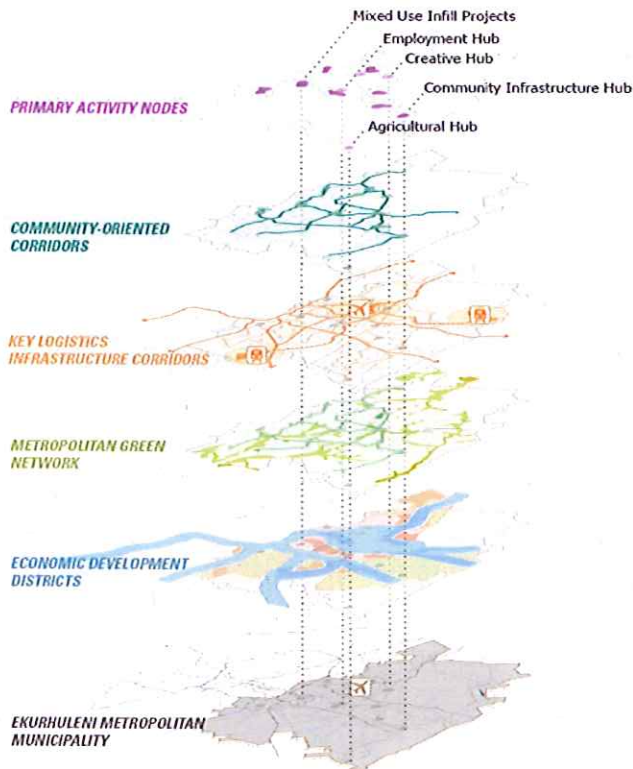 Mixed Use Infill Projects
Employment Hub
Creative Hub
Community Infrastructure Hub
PRIMARY ACTIVITY NODES
Agricultural Hub
COMMUNITY-ORIENTED
CORRIDORS
KEY LOGISTICS
INFRASTRUCTURE CORRIDORS
METROPOLITAN GREEN
NETWORK
ECONOMIC DEVELOPMENT
DISTRICTS
EKURHULENI METROPOLITAN
MUNICIPALITY